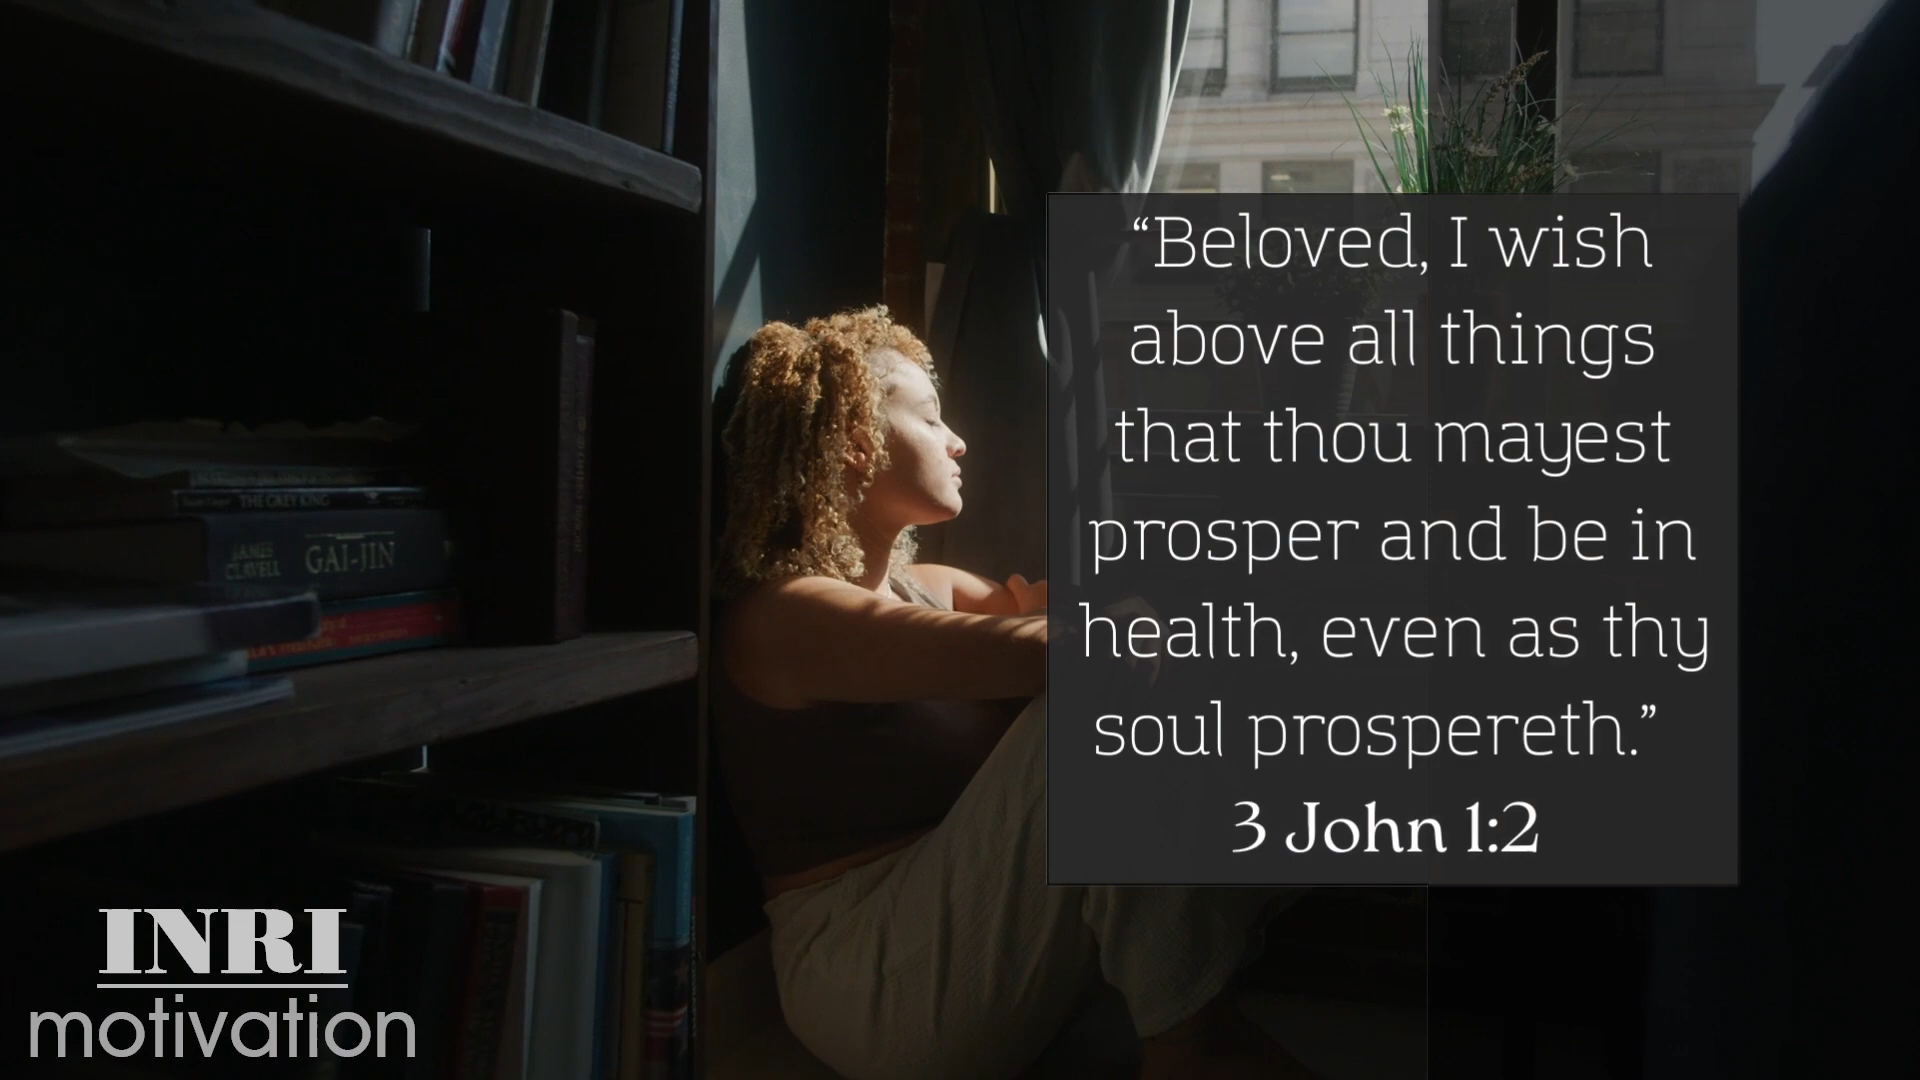 “Beloved, I wish
above all things
that thou mayest
prosper and be in
health, even as thy
soul prospereth.”
3 John 1:2
THE GREY KING
JAMES
CLAVELL
GAI-JIN
INRI
motivation